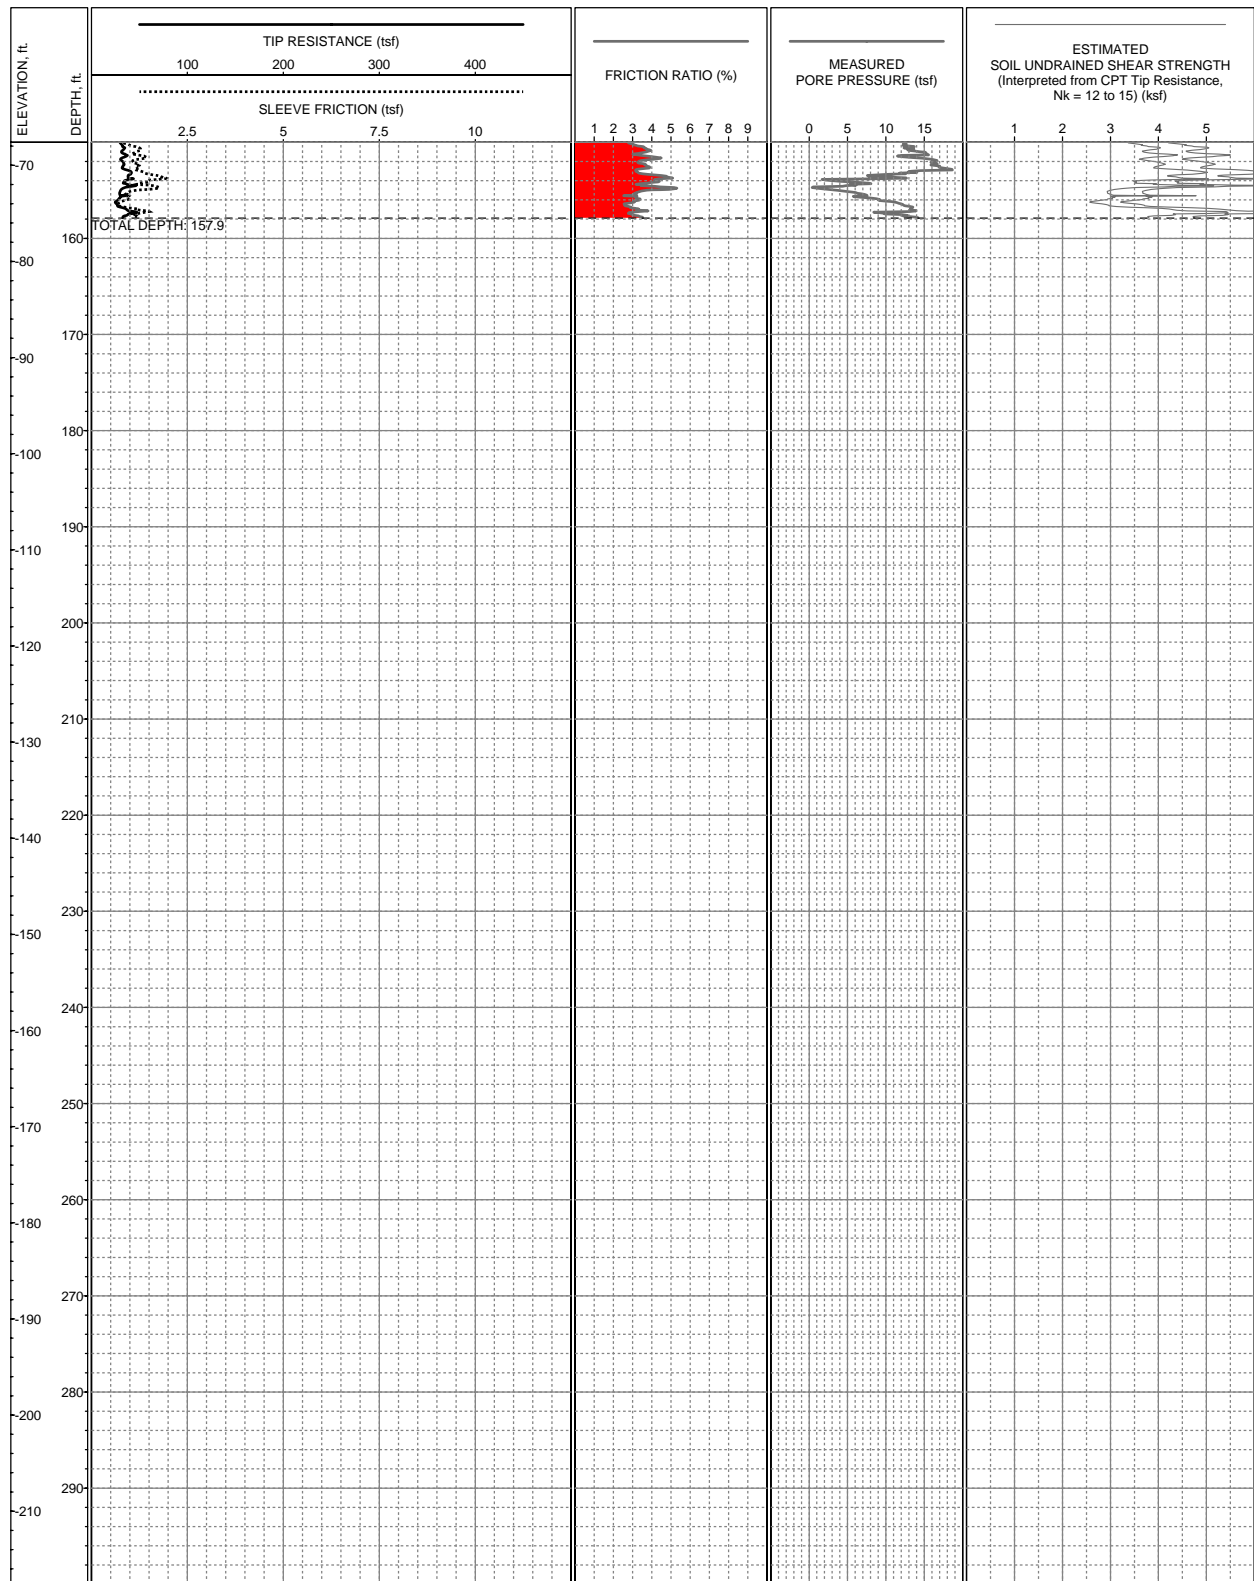 ELEVATION, ft.
DEPTH, ft.
TIP RESISTANCE (tsf)
100 200 300 400
SLEEVE FRICTION (tsf)
2.5 5 7.5 10
FRICTION RATIO (%)
1 2 3 4 5 6 7 8 9
MEASURED
PORE PRESSURE (tsf)
0 5 10 15
ESTIMATED
SOIL UNDRAINED SHEAR STRENGTH
(Interpreted from CPT Tip Resistance,
Nk = 12 to 15) (ksf)
1 2 3 4 5
-70
TOTAL DEPTH: 157.9
160
-80
170
-90
180
-100
190
-110
200
-120
210
-130
220
-140
230
-150
240
-160
250
-170
260
-180
270
-190
280
-200
290
-210